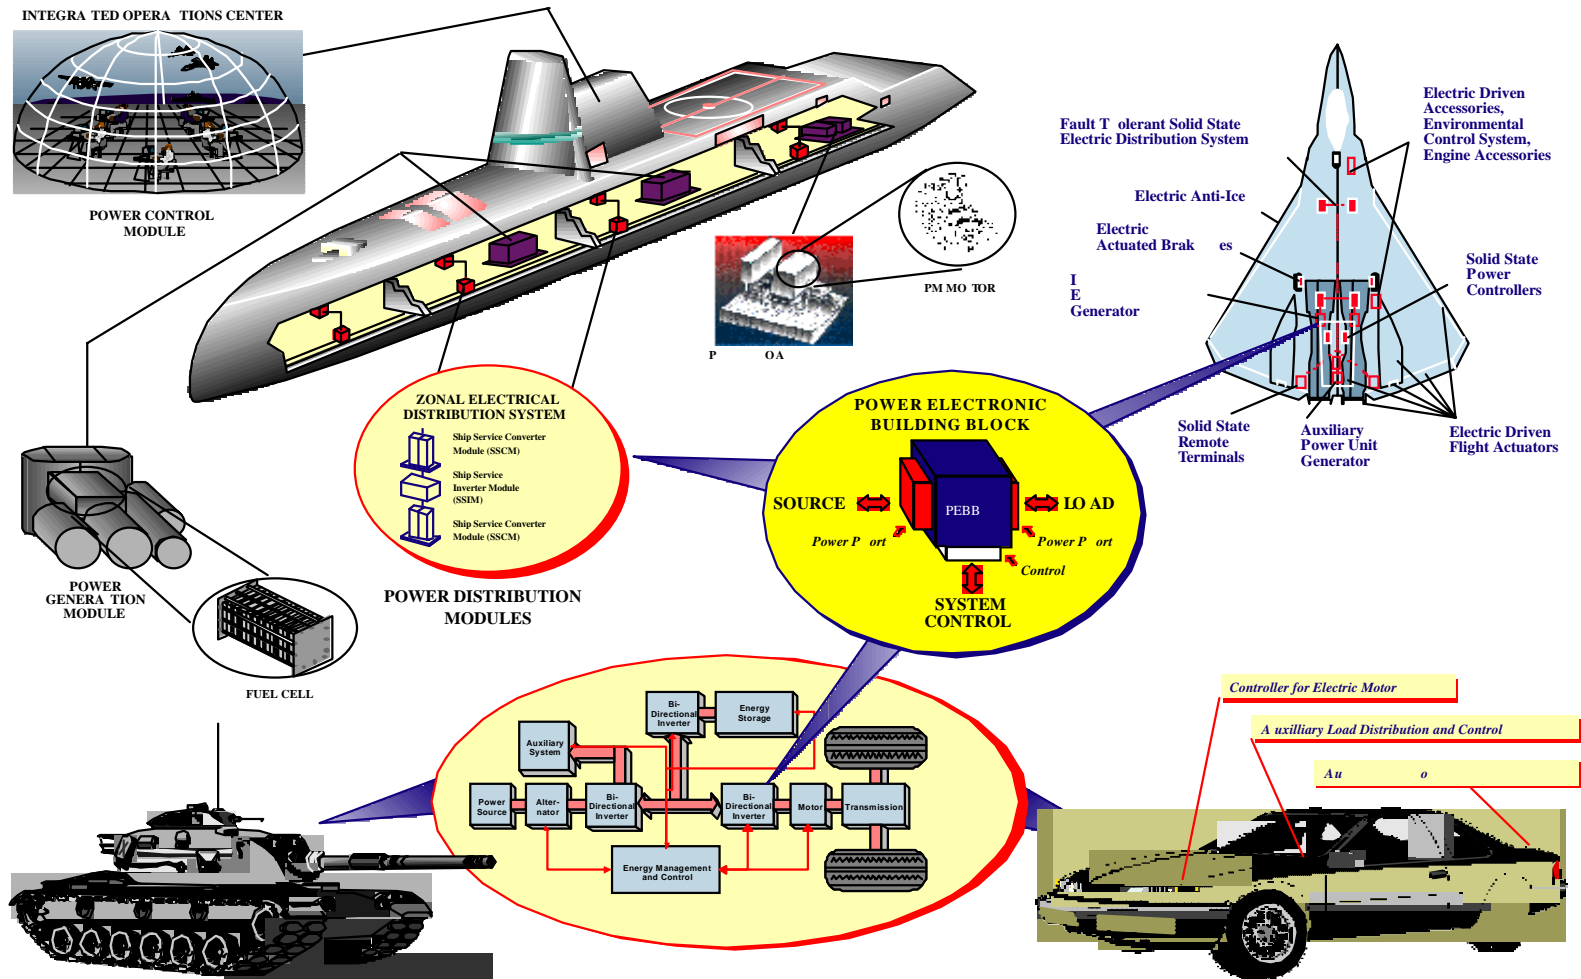 INTEGRA TED OPERA TIONS CENTER
POWER CONTROL
MODULE
POWER
GENERA TION
MODULE
FUEL CELL
ZONAL ELECTRICAL
DISTRIBUTION SYSTEM
Ship Service Converter
Module (SSCM)
Ship Service
Inverter Module
(SSIM)
Ship Service Converter
Module (SSCM)
POWER DISTRIBUTION
MODULES
P OA
PM MO TOR
Fault T olerant Solid State
Electric Distribution System
Electric Anti-Ice
Electric
Actuated Brak es
I
E
Generator
Electric Driven
Accessories,
Environmental
Control System,
Engine Accessories
Solid State
Power
Controllers
Solid State
Remote
Terminals
Auxiliary
Power Unit
Generator
Electric Driven
Flight Actuators
POWER ELECTRONIC
BUILDING BLOCK
SOURCE
PEBB
LO AD
Power P ort
Power P ort
Control
SYSTEM
CONTROL
Bi-
Directional
Inverter
Energy
Storage
Auxiliary
System
Power
Source
Alter-
nator
Bi-
Directional
Inverter
Bi-
Directional
Inverter
Motor
Transmission
Energy Management
and Control
Controller for Electric Motor
A uxilliary Load Distribution and Control
Au o